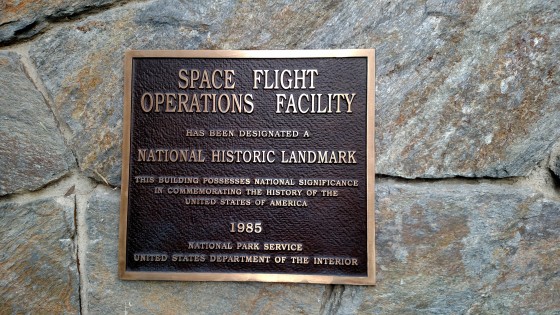 SPACE FLIGHT
OPERATIONS FACILITY
HAS BEEN DESIGNATED A
NATIONAL HISTORIC LANDMARK
THIS BUILDING POSSESSES NATIONAL SIGNIFICANCE
IN COMMEMORATING THE HISTORY OF THE
UNITED STATES OF AMERICA
1985
NATIONAL PARK SERVICE
UNITED STATES DEPARTMENT OF THE INTERIOR